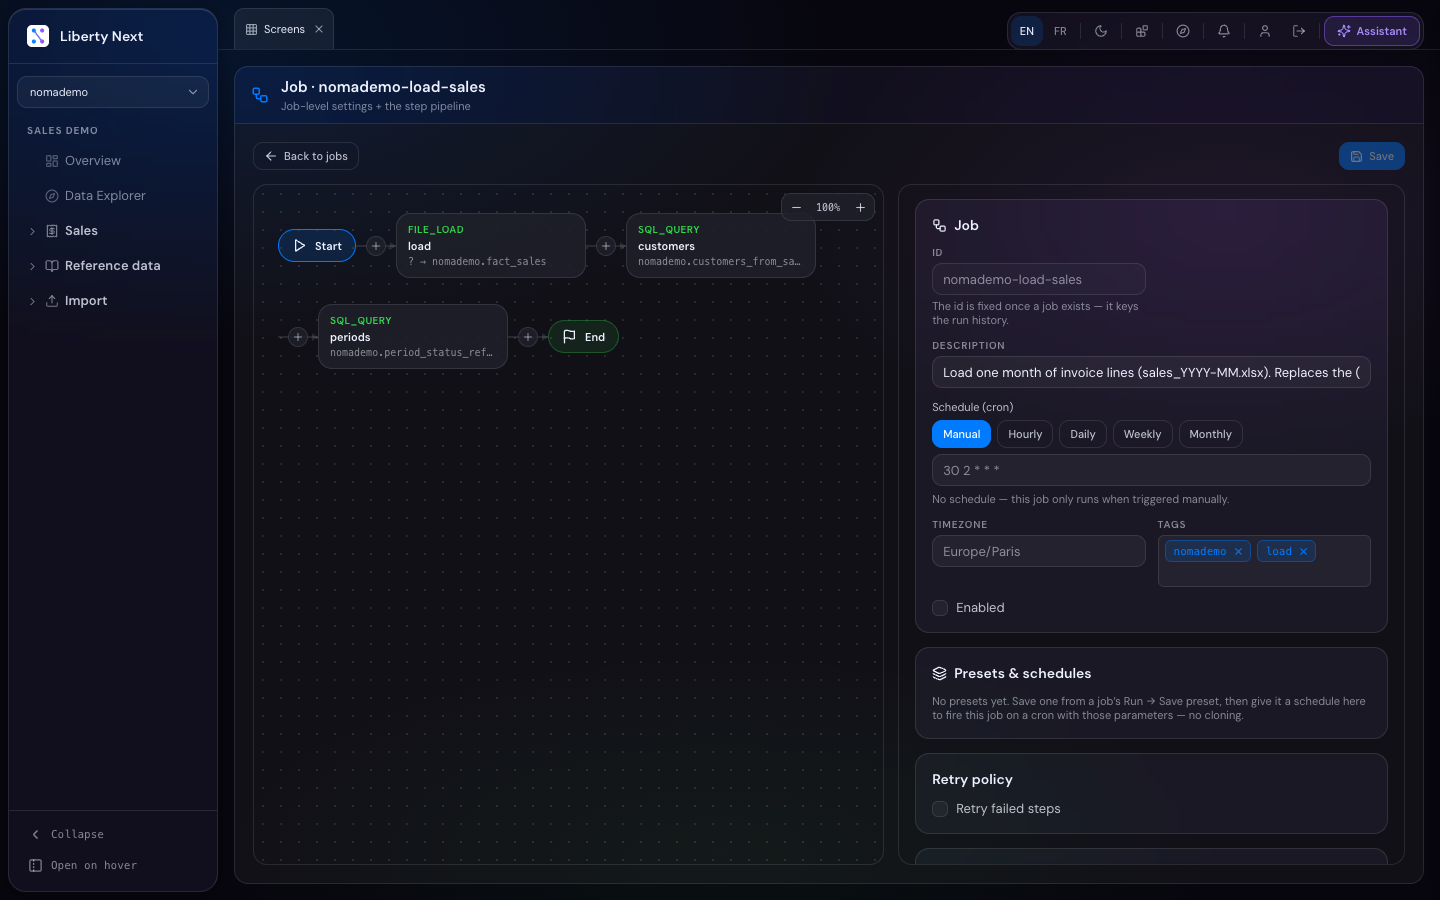 Liberty Next
nomademo
SALES DEMO
Overview
Data Explorer
Sales
Reference data
Import
Collapse
Open on hover
Screens
EN
FR
Assistant
Job · nomademo-load-sales
Job-level settings + the step pipeline
Back to jobs
Save
100%
Start
FILE_LOAD
load
? → nomademo.fact_sales
SQL_QUERY
customers
nomademo.customers_from_sa…
SQL_QUERY
periods
nomademo.period_status_ref…
End
Job
ID
nomademo-load-sales
The id is fixed once a job exists — it keys
the run history.
DESCRIPTION
Load one month of invoice lines (sales_YYYY-MM.xlsx). Replaces the (
Schedule (cron)
Manual
Hourly
Daily
Weekly
Monthly
30 2 * * *
No schedule — this job only runs when triggered manually.
TIMEZONE
TAGS
Europe/Paris
nomademo
load
Enabled
Presets & schedules
No presets yet. Save one from a job's Run → Save preset, then give it a schedule here
to fire this job on a cron with those parameters — no cloning.
Retry policy
Retry failed steps